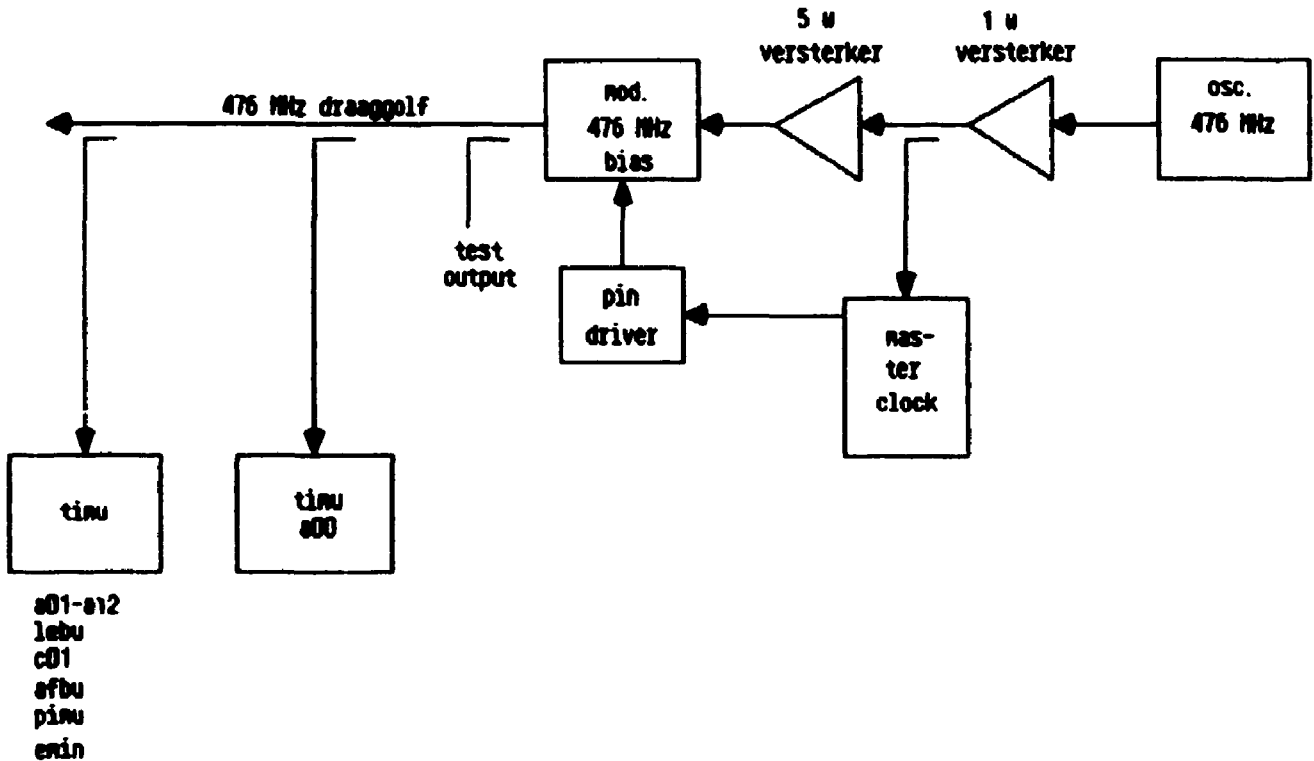 5 W
versterker
1 W
versterker
osc.
476 MHz
mod.
476 MHz
bias
476 MHz draaggolf
test
output
pin
driver
mas-
ter
clock
timu
timu
a00
a01-a12
lebu
c01
afbu
pimu
emin